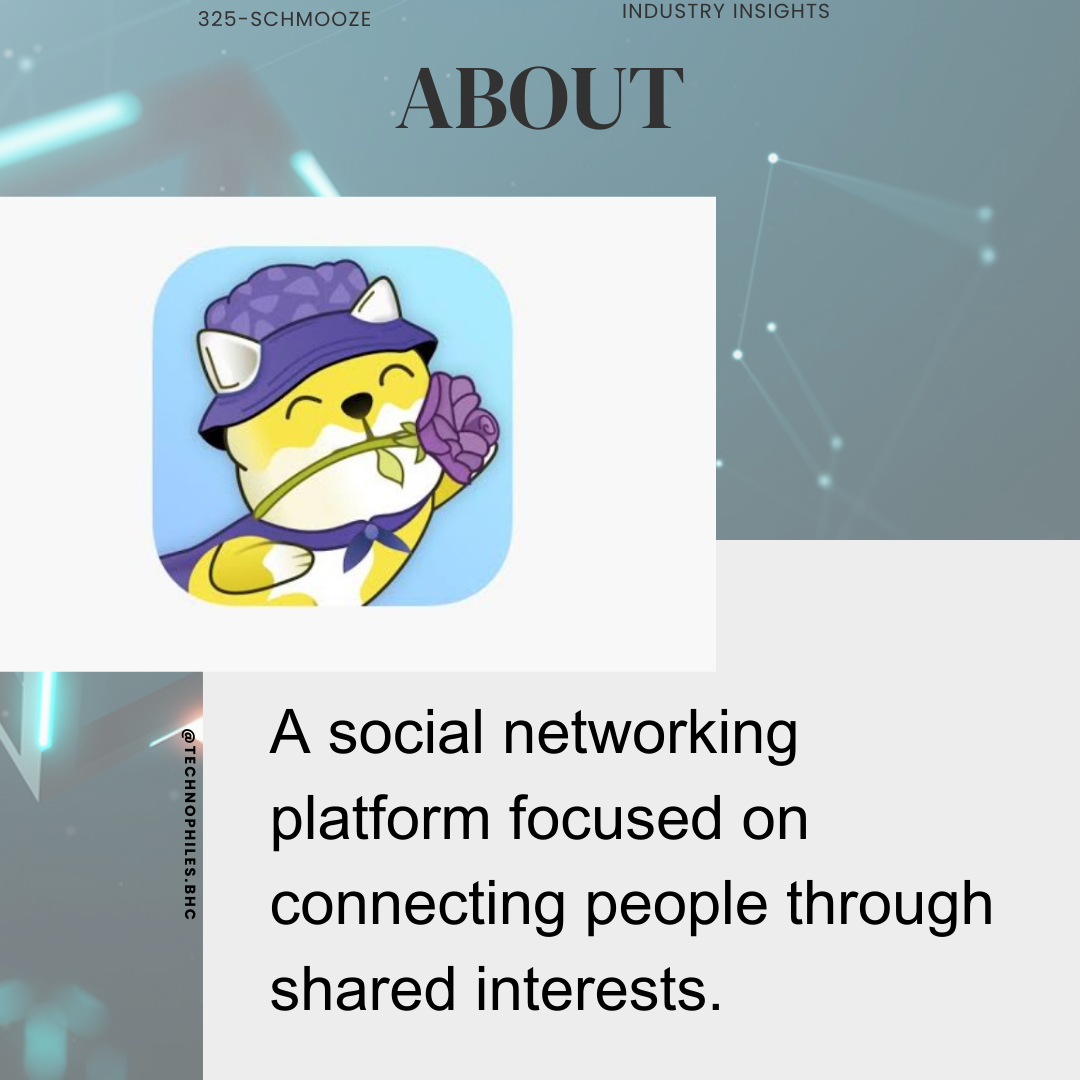 325-SCHMOOZE
INDUSTRY INSIGHTS
ABOUT
@TECHNOPHILES.BHC
A social networking
platform focused on
connecting people through
shared interests.